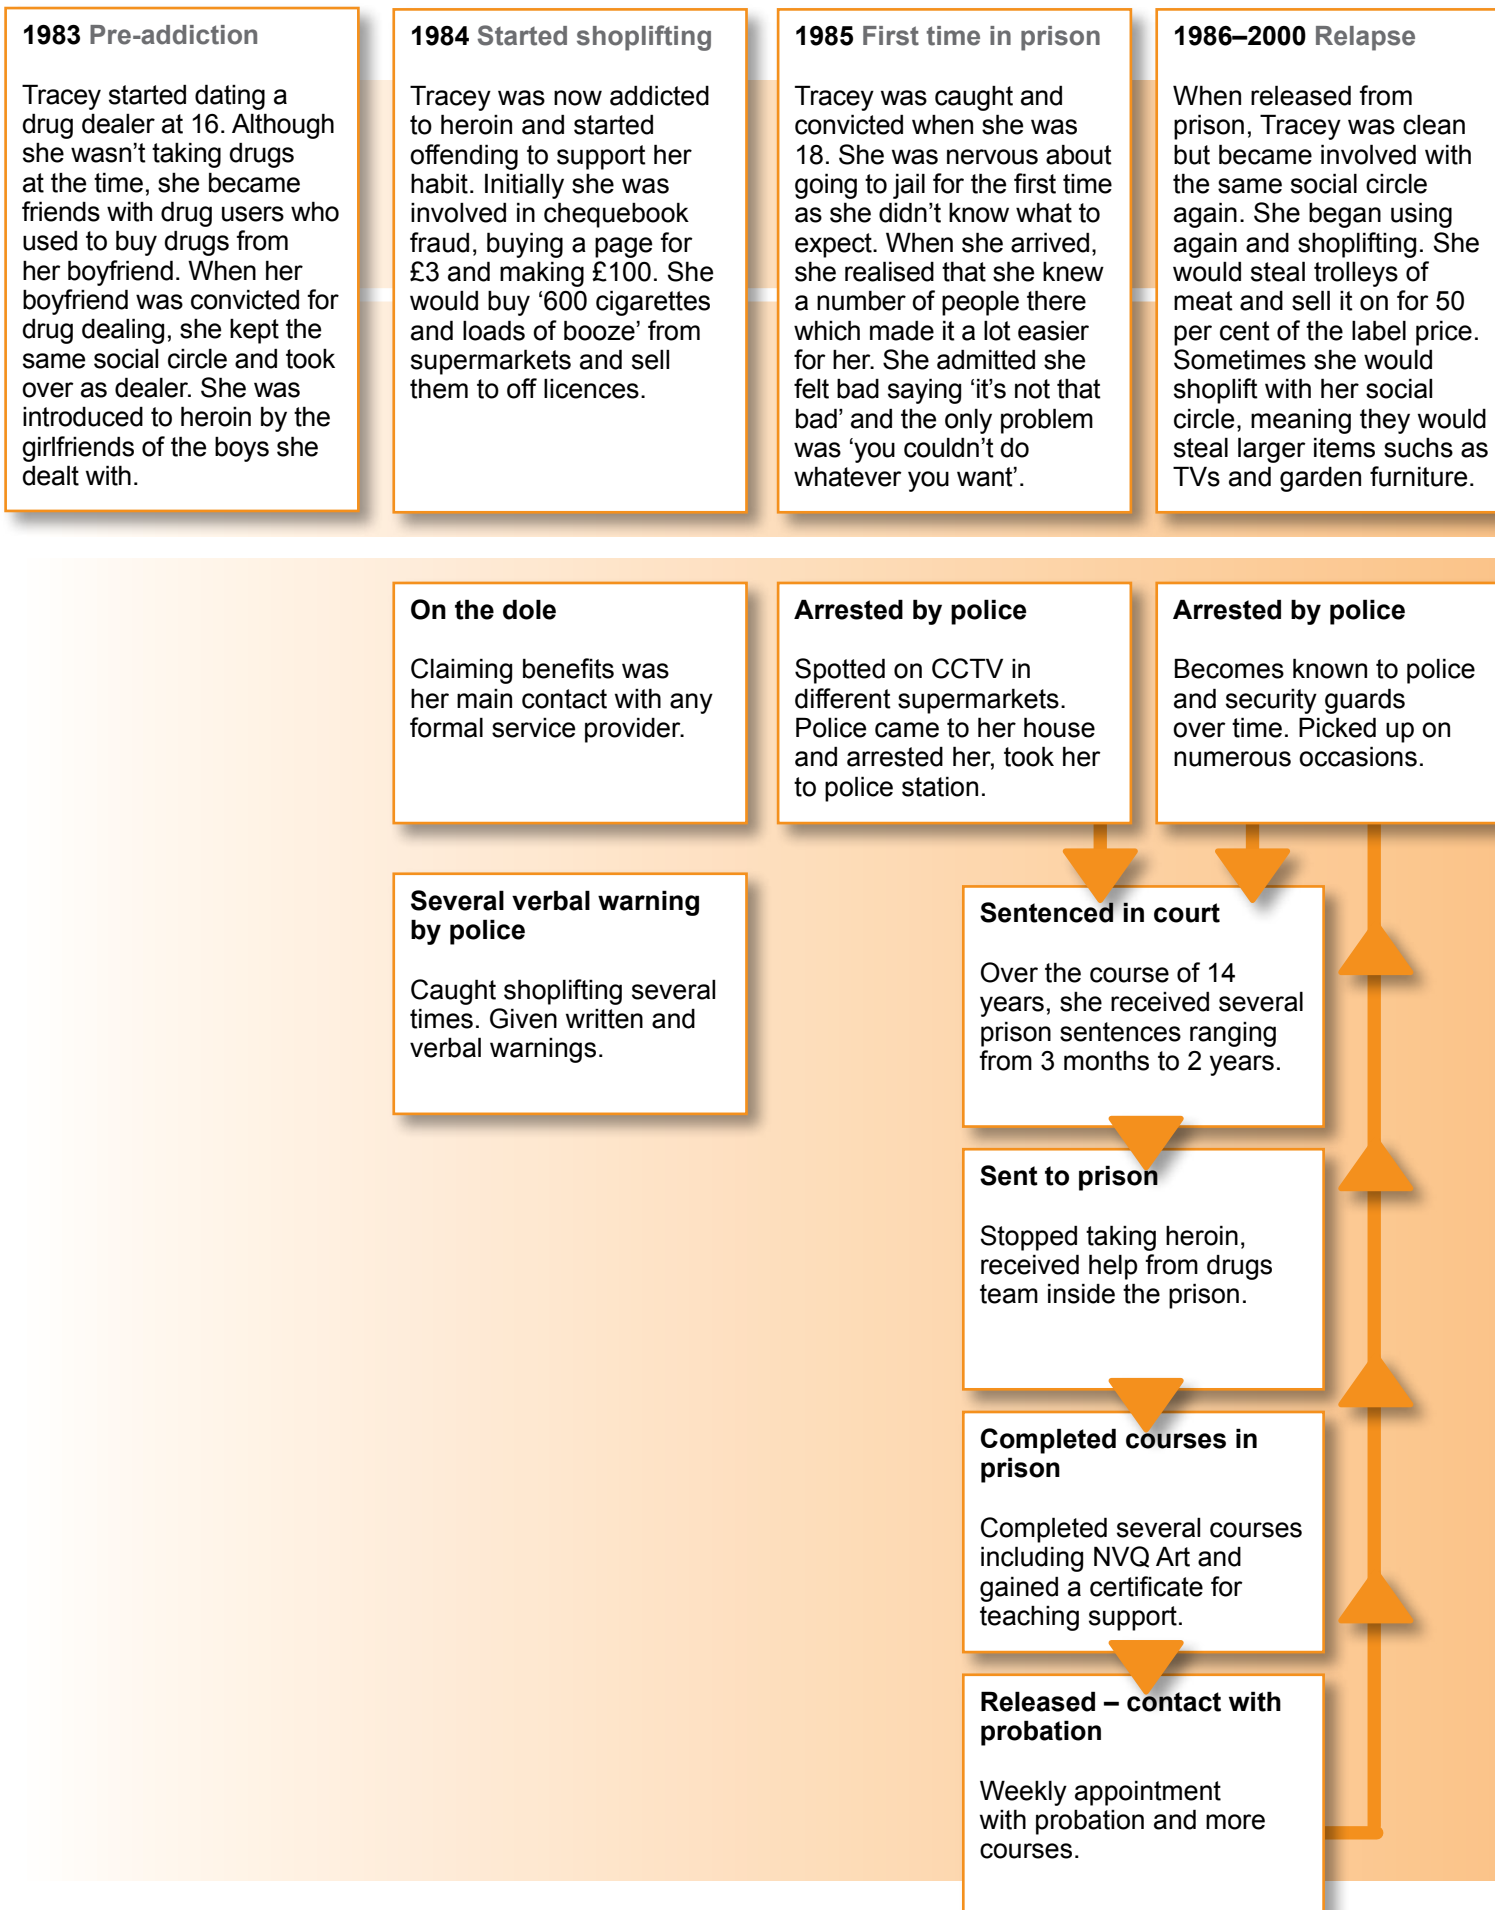 1983 Pre-addiction
Tracey started dating a
drug dealer at 16. Although
she wasn't taking drugs
at the time, she became
friends with drug users who
used to buy drugs from
her boyfriend. When her
boyfriend was convicted for
drug dealing, she kept the
same social circle and took
over as dealer. She was
introduced to heroin by the
girlfriends of the boys she
dealt with.
1984 Started shoplifting
Tracey was now addicted
to heroin and started
offending to support her
habit. Initially she was
involved in chequebook
fraud, buying a page for
£3 and making £100. She
would buy ‘600 cigarettes
and loads of booze’ from
supermarkets and sell
them to off licences.
1985 First time in prison
Tracey was caught and
convicted when she was
18. She was nervous about
going to jail for the first time
as she didn't know what to
expect. When she arrived,
she realised that she knew
a number of people there
which made it a lot easier
for her. She admitted she
felt bad saying ‘it's not that
bad’ and the only problem
was ‘you couldn't do
whatever you want’.
1986–2000 Relapse
When released from
prison, Tracey was clean
but became involved with
the same social circle
again. She began using
again and shoplifting. She
would steal trolleys of
meat and sell it on for 50
per cent of the label price.
Sometimes she would
shoplift with her social
circle, meaning they would
steal larger items suchs as
TVs and garden furniture.
On the dole
Claiming benefits was
her main contact with any
formal service provider.
Arrested by police
Spotted on CCTV in
different supermarkets.
Police came to her house
and arrested her, took her
to police station.
Arrested by police
Becomes known to police
and security guards
over time. Picked up on
numerous occasions.
Several verbal warning
by police
Caught shoplifting several
times. Given written and
verbal warnings.
Sentenced in court
Over the course of 14
years, she received several
prison sentences ranging
from 3 months to 2 years.
Sent to prison
Stopped taking heroin,
received help from drugs
team inside the prison.
Completed courses in
prison
Completed several courses
including NVQ Art and
gained a certificate for
teaching support.
Released – contact with
probation
Weekly appointment
with probation and more
courses.